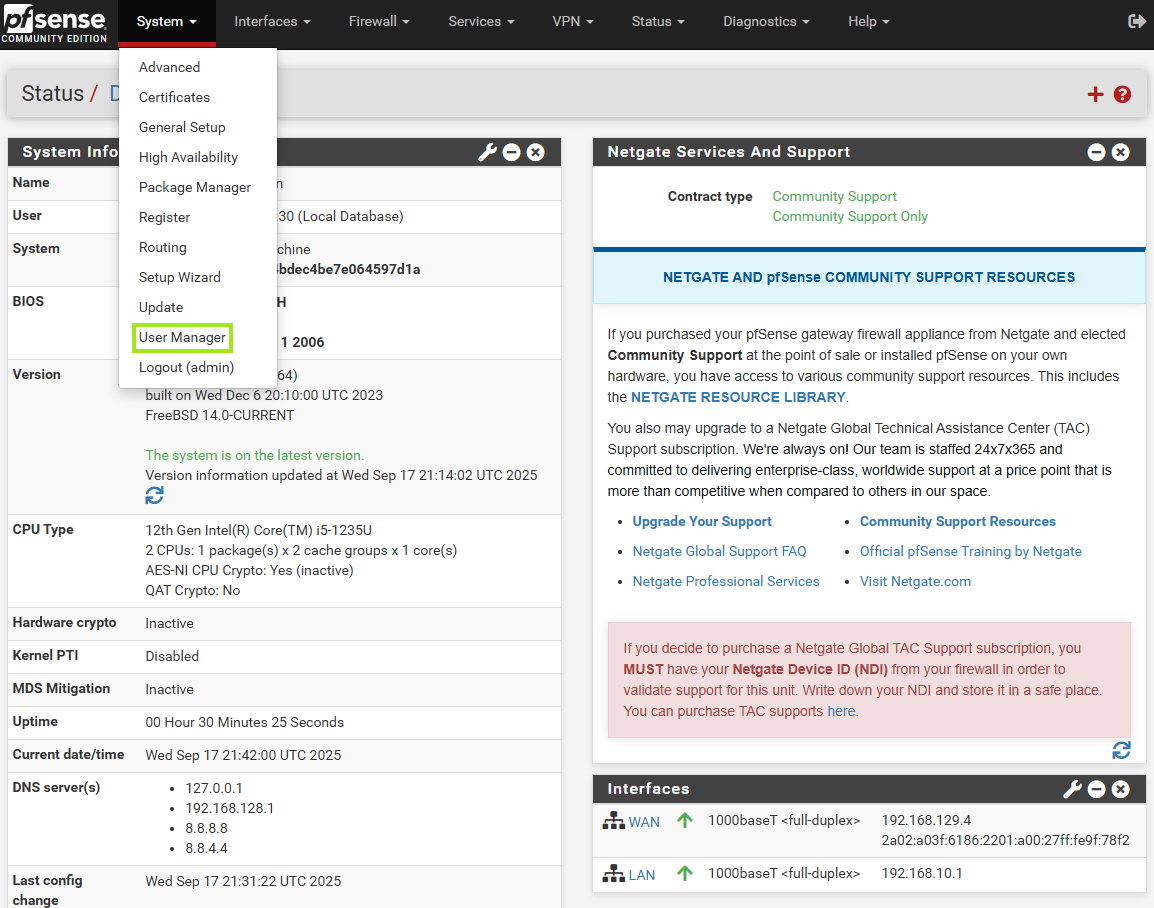 pfsense
COMMUNITY EDITION
System
Interfaces
Firewall
Services
VPN
Status
Diagnostics
Help
Advanced
Certificates
General Setup
High Availability
Package Manager
Register
Routing
Setup Wizard
Update
User Manager
Logout (admin)
Status / D
System Info
Name n
User .30 (Local Database)
System chine
bdec4be7e064597d1a
BIOS H
1 2006
Version 64)
built on Wed Dec 6 20:10:00 UTC 2023
FreeBSD 14.0-CURRENT
The system is on the latest version.
Version information updated at Wed Sep 17 21:14:02 UTC 2025
CPU Type 12th Gen Intel(R) Core(TM) i5-1235U
2 CPUs: 1 package(s) x 2 cache groups x 1 core(s)
AES-NI CPU Crypto: Yes (inactive)
QAT Crypto: No
Hardware crypto Inactive
Kernel PTI Disabled
MDS Mitigation Inactive
Uptime 00 Hour 30 Minutes 25 Seconds
Current date/time Wed Sep 17 21:42:00 UTC 2025
DNS server(s)
• 127.0.0.1
• 192.168.128.1
• 8.8.8.8
• 8.8.4.4
Last config change Wed Sep 17 21:31:22 UTC 2025
Netgate Services And Support
Contract type Community Support
Community Support Only
NETGATE AND pfSense COMMUNITY SUPPORT RESOURCES
If you purchased your pfSense gateway firewall appliance from Netgate and elected
Community Support at the point of sale or installed pfSense on your own
hardware, you have access to various community support resources. This includes
the NETGATE RESOURCE LIBRARY.
You also may upgrade to a Netgate Global Technical Assistance Center (TAC)
Support subscription. We're always on! Our team is staffed 24x7x365 and
committed to delivering enterprise-class, worldwide support at a price point that is
more than competitive when compared to others in our space.
• Upgrade Your Support
• Community Support Resources
• Netgate Global Support FAQ
• Official pfSense Training by Netgate
• Netgate Professional Services
• Visit Netgate.com
If you decide to purchase a Netgate Global TAC Support subscription, you
MUST have your Netgate Device ID (NDI) from your firewall in order to
validate support for this unit. Write down your NDI and store it in a safe place.
You can purchase TAC supports here.
Interfaces
WAN 1000baseT <full-duplex> 192.168.129.4
2a02:a03f:6186:2201:a00:27ff:fe9f:78f2
LAN 1000baseT <full-duplex> 192.168.10.1